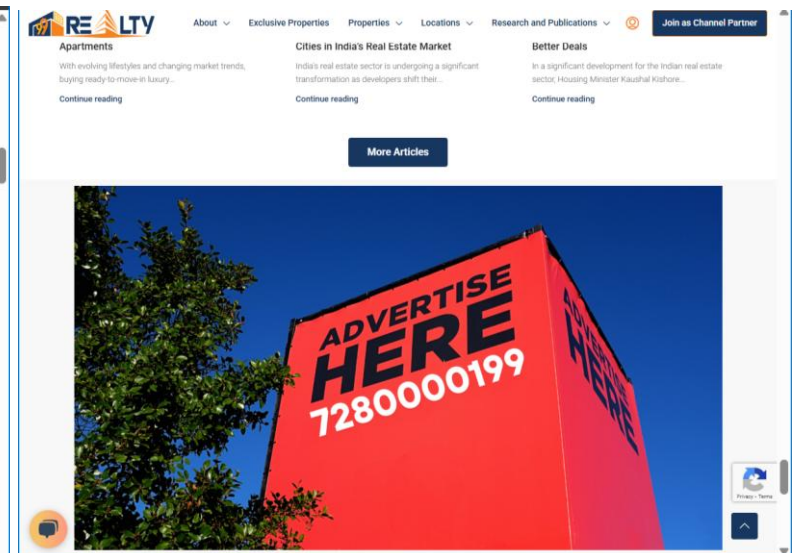 99 REALTY
About
Exclusive Properties
Properties
Locations
Research and Publications
Join as Channel Partner
Apartments
With evolving lifestyles and changing market trends,
buying ready-to-move-in luxury...
Continue reading
Cities in India's Real Estate Market
India's real estate sector is undergoing a significant
transformation as developers shift their...
Continue reading
Better Deals
In a significant development for the Indian real estate
sector, Housing Minister Kaushal Kishore...
Continue reading
More Articles
ADVERTISE
HERE
7280000199
ADVERTISE
HERE
Privacy - Terms